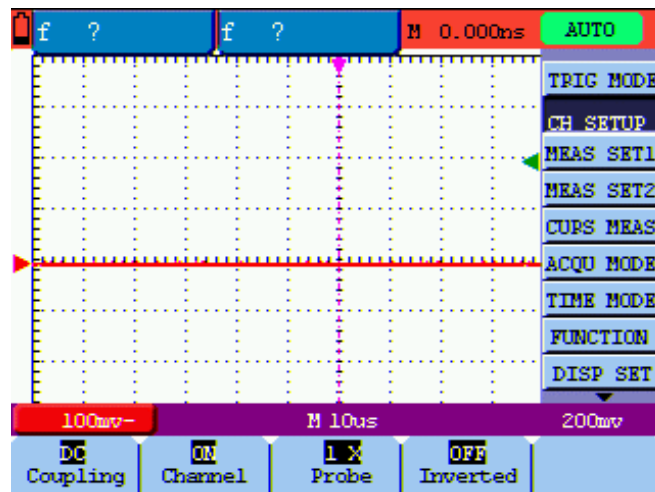 f ? f ? M 0.000ns AUTO
TRIG MODE
CH SETUP
MEAS SET1
MEAS SET2
CURS MEAS
ACQU MODE
TIME MODE
FUNCTION
DISP SET
100mv- M 10us 200mv
DC ON 1 X OFF
Coupling Channel Probe Inverted